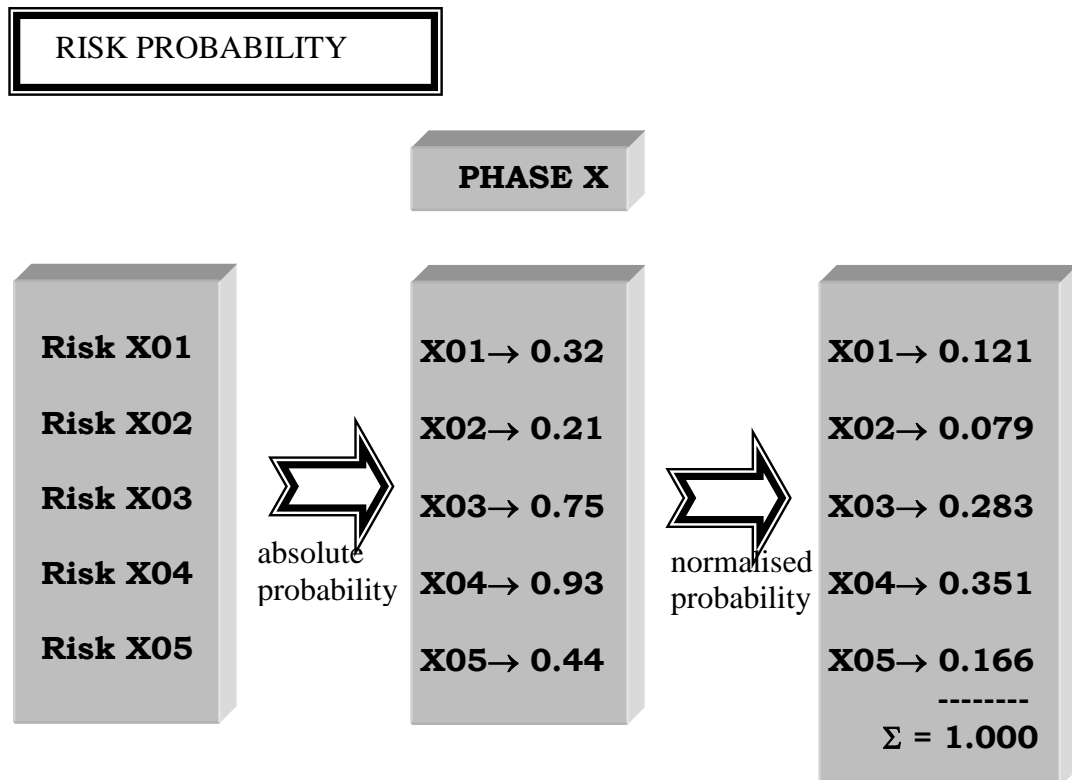 RISK PROBABILITY
PHASE X
Risk X01
Risk X02
Risk X03
Risk X04
Risk X05
absolute
probability
X01→ 0.32
X02→ 0.21
X03→ 0.75
X04→ 0.93
X05→ 0.44
normalised
probability
X01→ 0.121
X02→ 0.079
X03→ 0.283
X04→ 0.351
X05→ 0.166
--------
Σ = 1.000